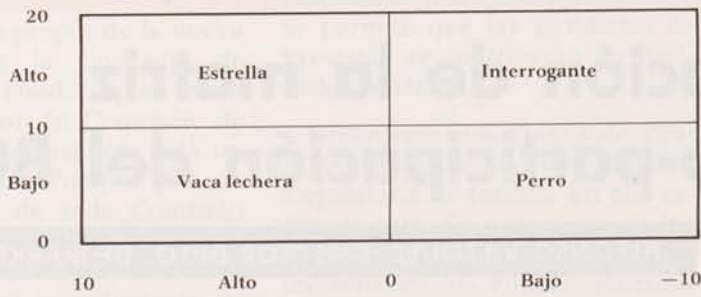 20
Alto Estrella Interrogante
10
Bajo Vaca lechera Perro
0
10 Alto 0 Bajo —10